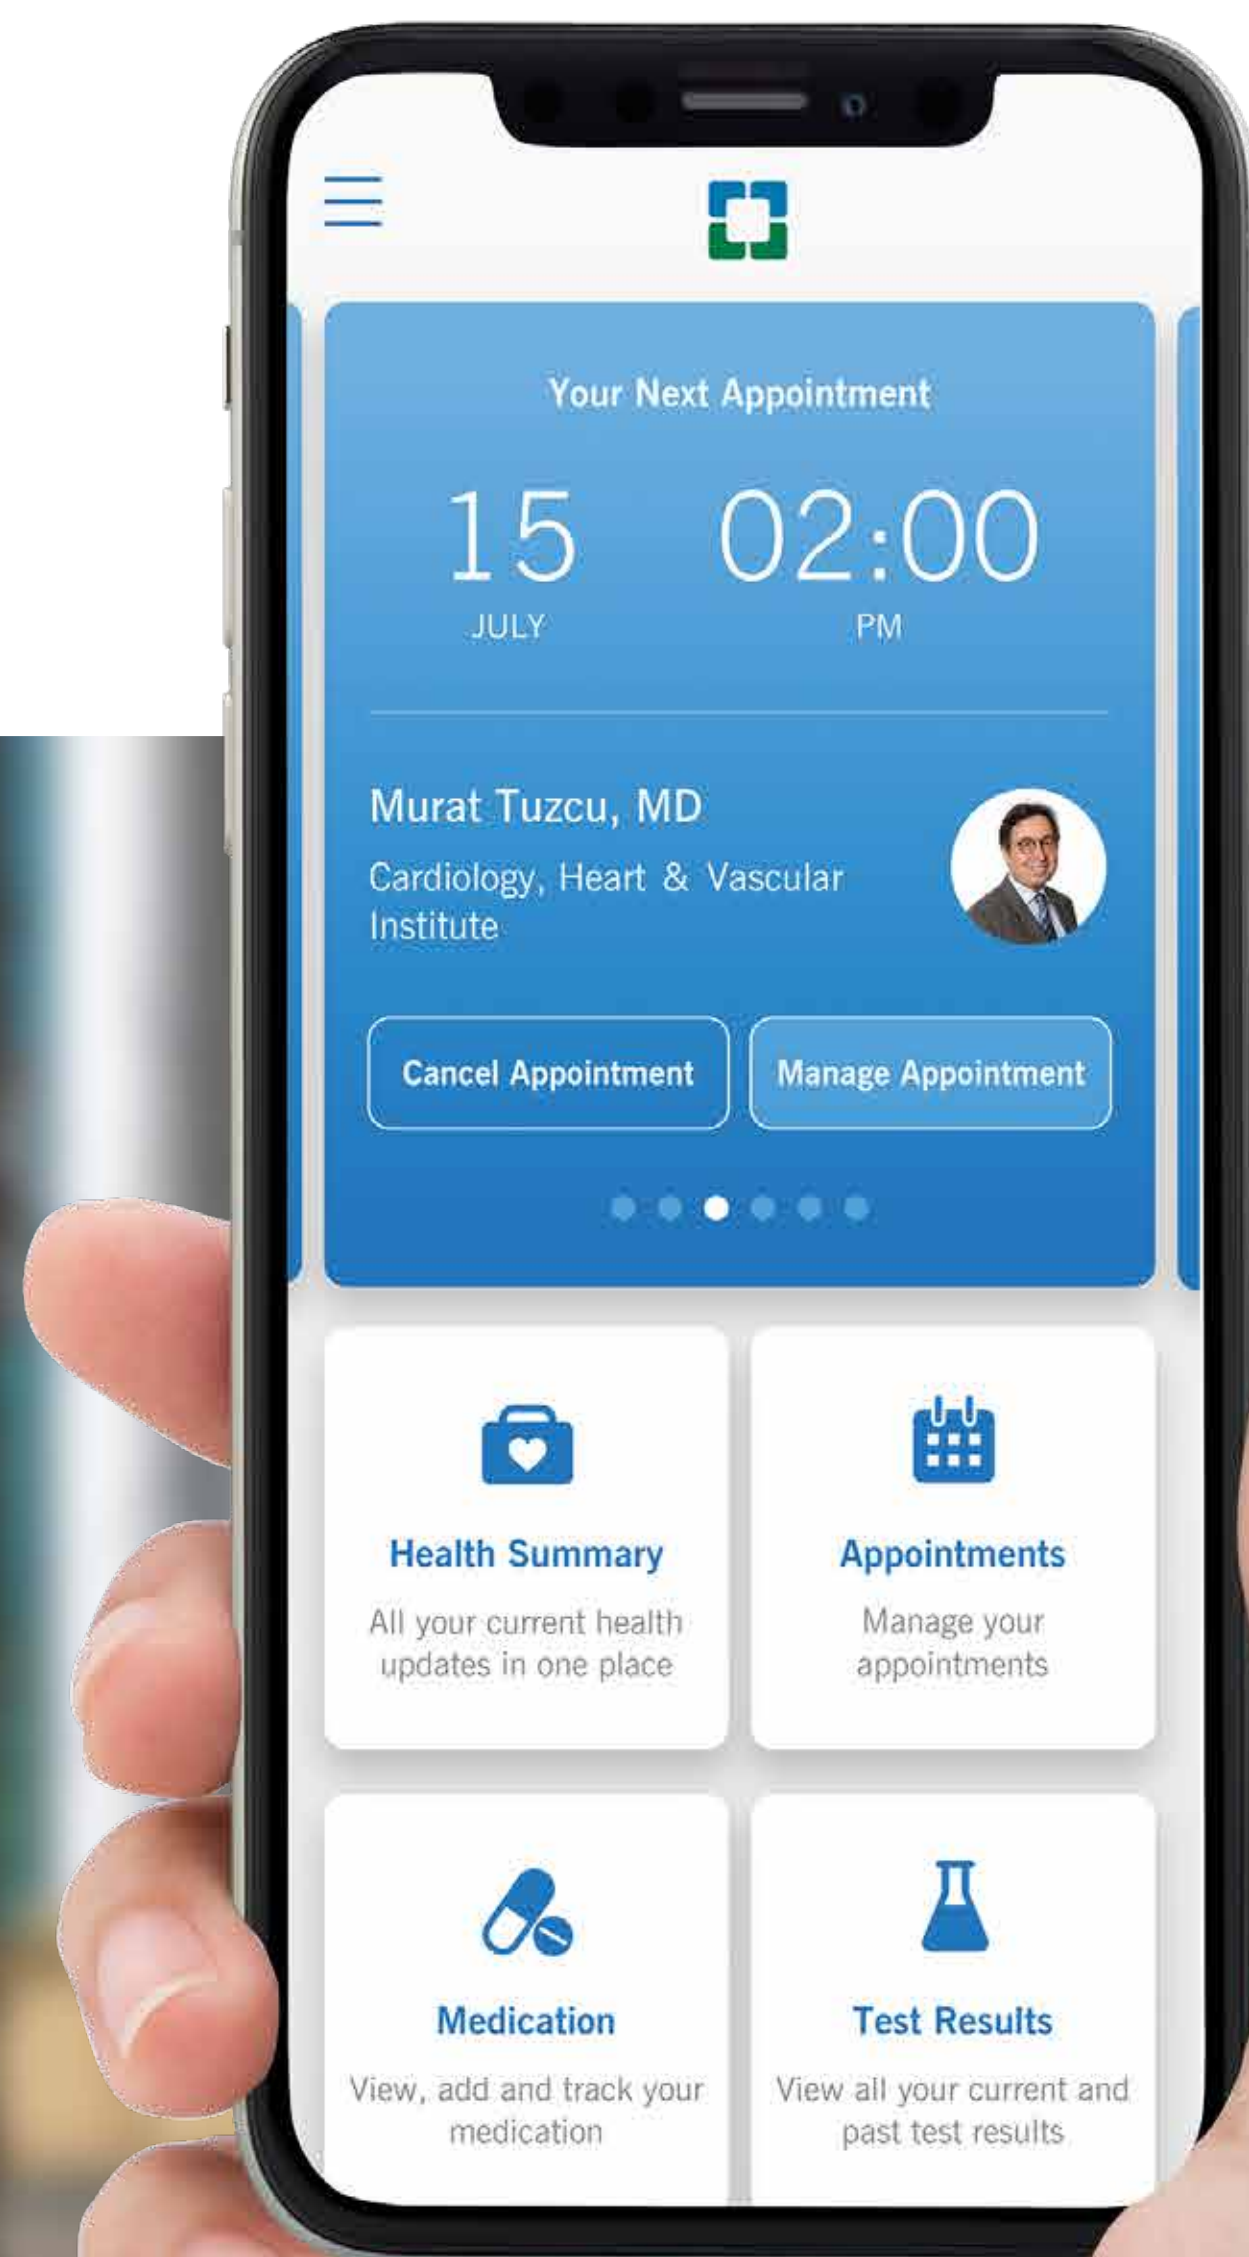 Your Next Appointment
15 02:00
JULY PM
Murat Tuzcu, MD
Cardiology, Heart & Vascular
Institute
Cancel Appointment Manage Appointment
Health Summary
All your current health
updates in one place
Appointments
Manage your
appointments
Medication
View, add and track your
medication
Test Results
View all your current and
past test results